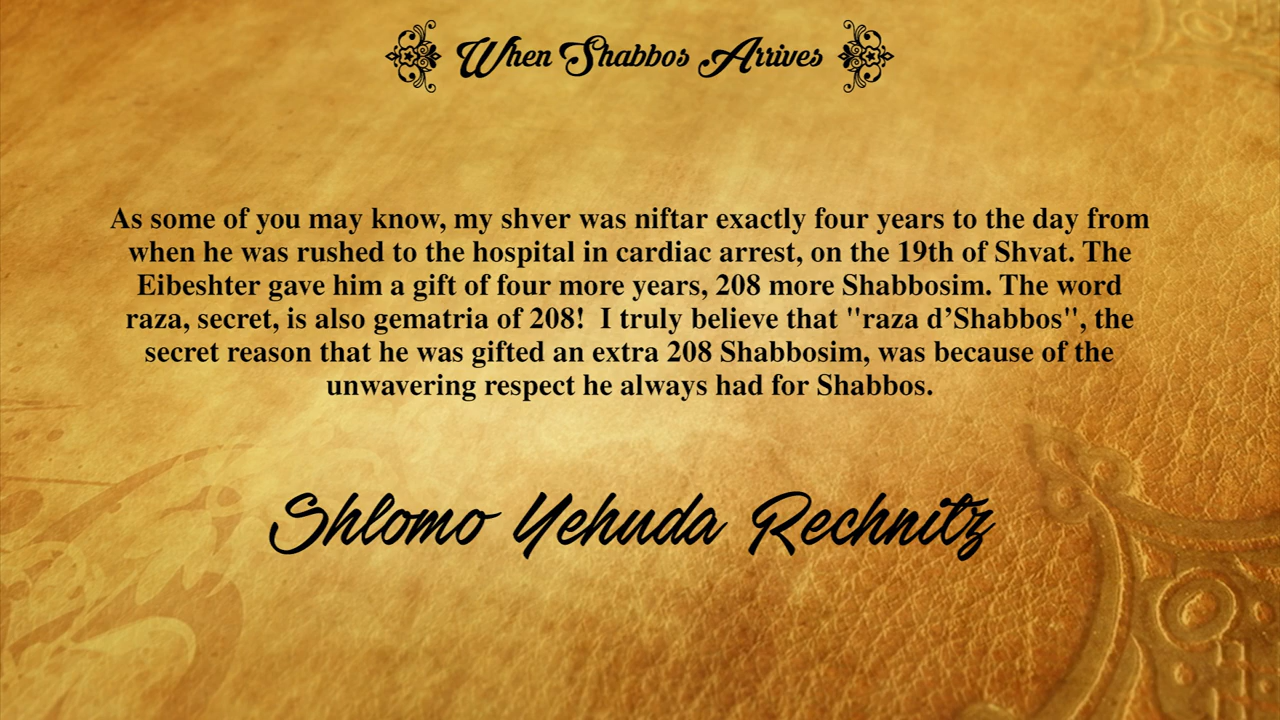 When Shabbos Arrives
As some of you may know, my shver was niftar exactly four years to the day from
when he was rushed to the hospital in cardiac arrest, on the 19th of Shvat. The
Eibeshter gave him a gift of four more years, 208 more Shabbosim. The word
raza, secret, is also gematria of 208!  I truly believe that "raza d’Shabbos", the
secret reason that he was gifted an extra 208 Shabbosim, was because of the
unwavering respect he always had for Shabbos.
Shlomo Yehuda Rechnitz